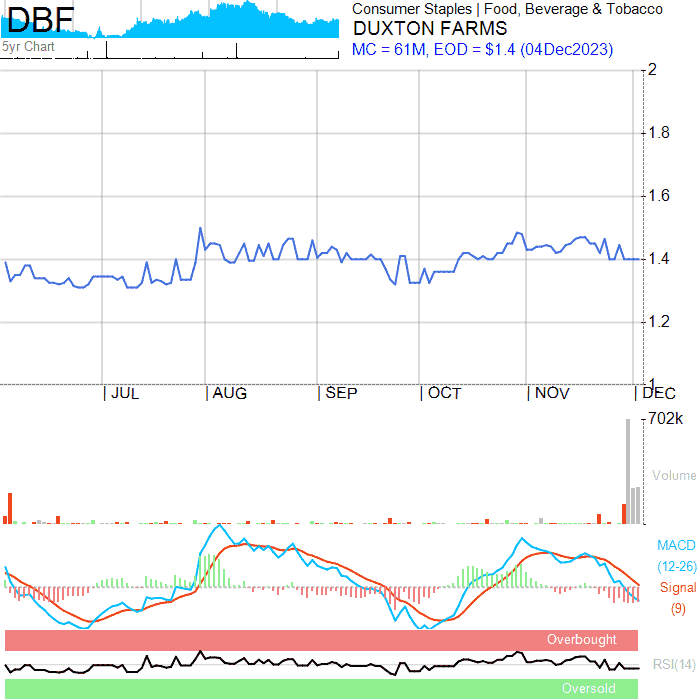 DBF
5yr Chart
Consumer Staples | Food, Beverage & Tobacco
DUXTON FARMS
MC = 61M, EOD = $1.4 (04Dec2023)
2
1.8
1.6
1.4
1.2
1
JUL AUG SEP OCT NOV DEC
702k
Volume
MACD
(12-26)
Signal
(9)
Overbought
RSI(14)
Oversold